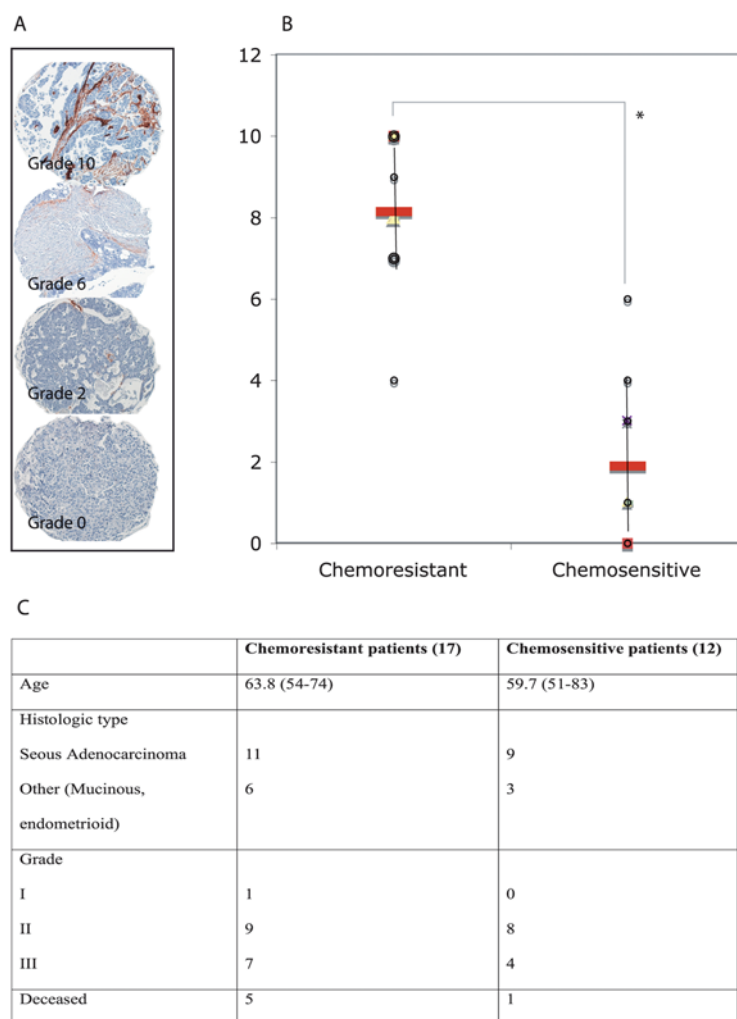 A
Grade 10
Grade 6
Grade 2
Grade 0
B
12
10
8
6
4
2
0
*
Chemoresistant
Chemosensitive
C
Chemoresistant patients (17)
Chemosensitive patients (12)
Age
63.8 (54-74)
59.7 (51-83)
Histologic type
Seous Adenocarcinoma
11
9
Other (Mucinous,
6
3
endometrioid)
Grade
I
1
0
II
9
8
III
7
4
Deceased
5
1